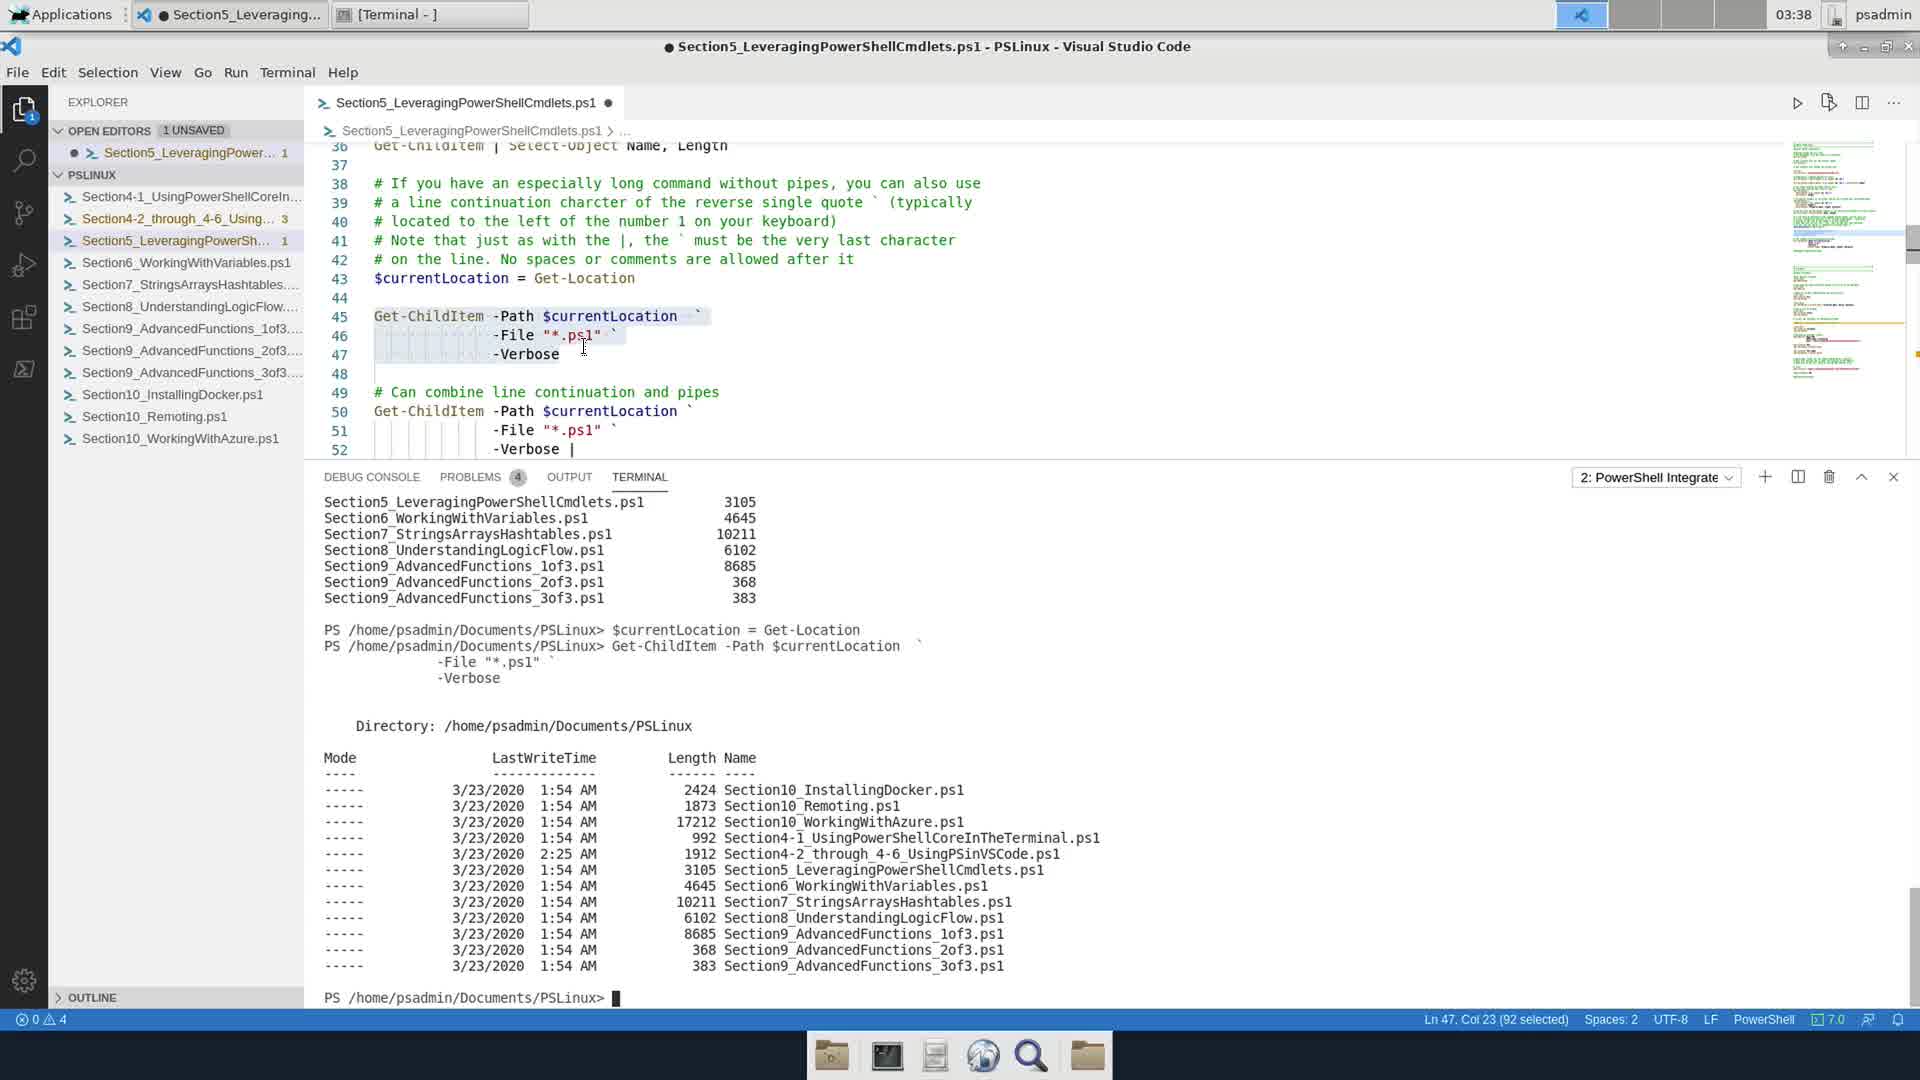 Applications
● Section5_Leveraging...
[Terminal - ]
03:38
psadmin
● Section5_LeveragingPowerShellCmdlets.ps1 - PSLinux - Visual Studio Code
File Edit Selection View Go Run Terminal Help
EXPLORER
OPEN EDITORS 1 UNSAVED
Section5_LeveragingPower... 1
PSLINUX
Section4-1_UsingPowerShellCoreIn...
Section4-2_through_4-6_Using... 3
Section5_LeveragingPowerSh... 1
Section6_WorkingWithVariables.ps1
Section7_StringsArraysHashtables....
Section8_UnderstandingLogicFlow....
Section9_AdvancedFunctions_1of3....
Section9_AdvancedFunctions_2of3....
Section9_AdvancedFunctions_3of3....
Section10_InstallingDocker.ps1
Section10_Remoting.ps1
Section10_WorkingWithAzure.ps1
OUTLINE
1
Section5_LeveragingPowerShellCmdlets.ps1
Section5_LeveragingPowerShellCmdlets.ps1 > ...
36 Get-ChildItem | Select-Object Name, Length
37
38 # If you have an especially long command without pipes, you can also use
39 # a line continuation charcter of the reverse single quote ` (typically
40 # located to the left of the number 1 on your keyboard)
41 # Note that just as with the |, the ` must be the very last character
42 # on the line. No spaces or comments are allowed after it
43 $currentLocation = Get-Location
44
45 Get-ChildItem -Path $currentLocation  `
46 -File "*.ps1" `
47 -Verbose
48
49 # Can combine line continuation and pipes
50 Get-ChildItem -Path $currentLocation `
51 -File "*.ps1" `
52 -Verbose |
DEBUG CONSOLE PROBLEMS 4 OUTPUT TERMINAL
2: PowerShell Integrate
Section5_LeveragingPowerShellCmdlets.ps1 3105
Section6_WorkingWithVariables.ps1 4645
Section7_StringsArraysHashtables.ps1 10211
Section8_UnderstandingLogicFlow.ps1 6102
Section9_AdvancedFunctions_1of3.ps1 8685
Section9_AdvancedFunctions_2of3.ps1 368
Section9_AdvancedFunctions_3of3.ps1 383
PS /home/psadmin/Documents/PSLinux> $currentLocation = Get-Location
PS /home/psadmin/Documents/PSLinux> Get-ChildItem -Path $currentLocation  `
-File "*.ps1" `
-Verbose
Directory: /home/psadmin/Documents/PSLinux
Mode LastWriteTime Length Name
---- ------------- ------ ----
----- 3/23/2020 1:54 AM 2424 Section10_InstallingDocker.ps1
----- 3/23/2020 1:54 AM 1873 Section10_Remoting.ps1
----- 3/23/2020 1:54 AM 17212 Section10_WorkingWithAzure.ps1
----- 3/23/2020 1:54 AM 992 Section4-1_UsingPowerShellCoreInTheTerminal.ps1
----- 3/23/2020 2:25 AM 1912 Section4-2_through_4-6_UsingPSinVSCode.ps1
----- 3/23/2020 1:54 AM 3105 Section5_LeveragingPowerShellCmdlets.ps1
----- 3/23/2020 1:54 AM 4645 Section6_WorkingWithVariables.ps1
----- 3/23/2020 1:54 AM 10211 Section7_StringsArraysHashtables.ps1
----- 3/23/2020 1:54 AM 6102 Section8_UnderstandingLogicFlow.ps1
----- 3/23/2020 1:54 AM 8685 Section9_AdvancedFunctions_1of3.ps1
----- 3/23/2020 1:54 AM 368 Section9_AdvancedFunctions_2of3.ps1
----- 3/23/2020 1:54 AM 383 Section9_AdvancedFunctions_3of3.ps1
PS /home/psadmin/Documents/PSLinux>
0 4
Ln 47, Col 23 (92 selected) Spaces: 2 UTF-8 LF PowerShell 7.0